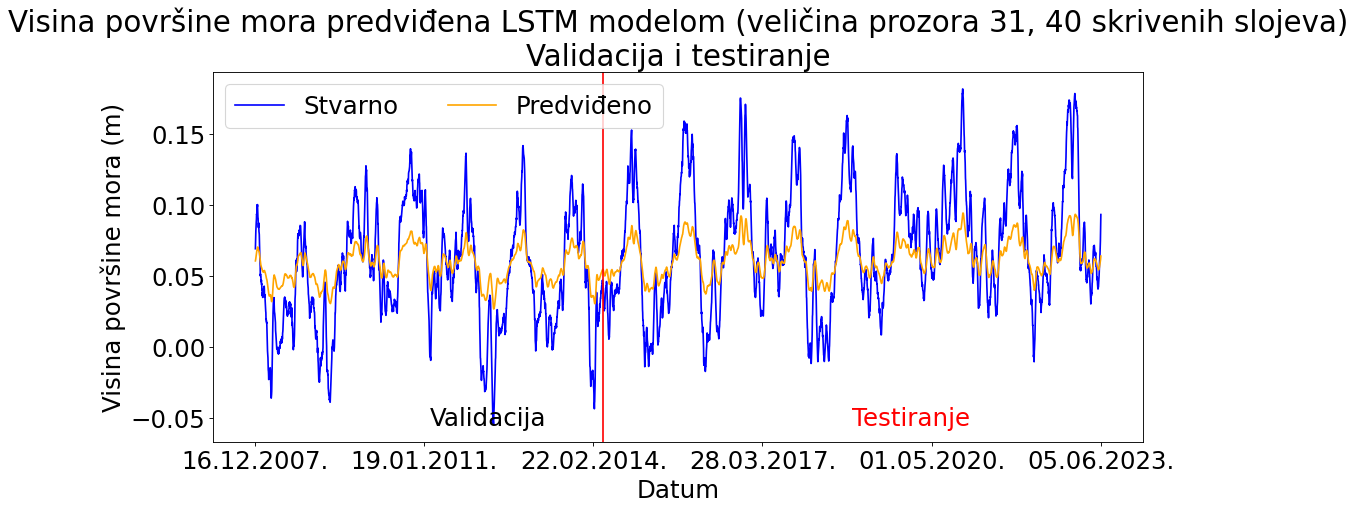 Visina površine mora predviđena LSTM modelom (veličina prozora 31, 40 skrivenih slojeva)
Validacija i testiranje
Stvarno
Predviđeno
Visina površine mora (m)
0.15
0.10
0.05
0.00
−0.05
Validacija
Testiranje
16.12.2007.
19.01.2011.
22.02.2014.
28.03.2017.
01.05.2020.
05.06.2023.
Datum